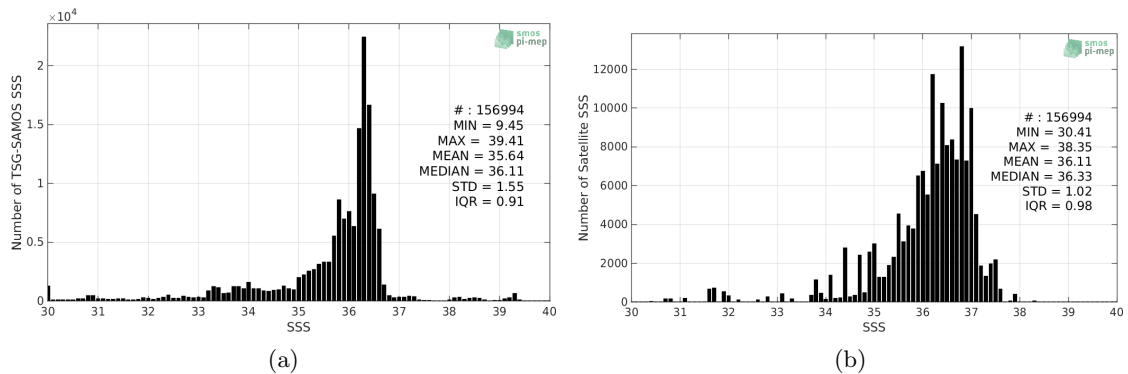 ×10⁴
smos
pi-mep
Number of TSG-SAMOS SSS
2
1.5
1
0.5
0
# : 156994
MIN = 9.45
MAX = 39.41
MEAN = 35.64
MEDIAN = 36.11
STD = 1.55
IQR = 0.91
30 31 32 33 34 35 36 37 38 39 40
SSS
(a)
smos
pi-mep
Number of Satellite SSS
12000
10000
8000
6000
4000
2000
0
# : 156994
MIN = 30.41
MAX = 38.35
MEAN = 36.11
MEDIAN = 36.33
STD = 1.02
IQR = 0.98
30 31 32 33 34 35 36 37 38 39 40
SSS
(b)